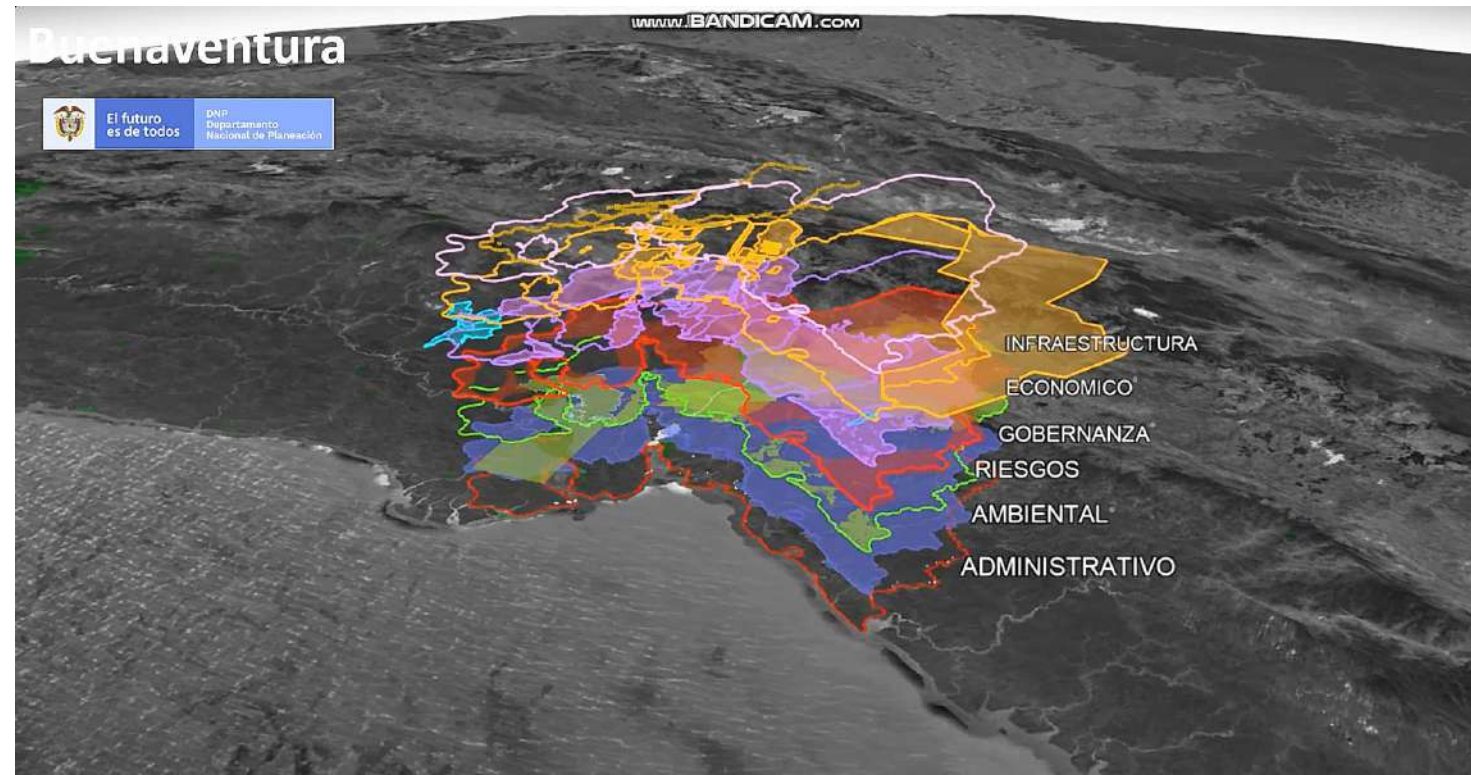 www.BANDICAM.com
Buenaventura
El futuro
es de todos
DNP
Departamento
Nacional de Planeación
INFRAESTRUCTURA
ECONOMICO
GOBERNANZA
RIESGOS
AMBIENTAL
ADMINISTRATIVO